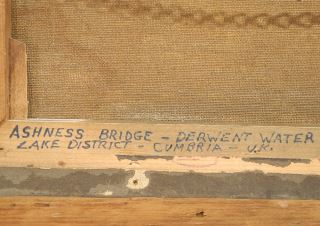 ASHNESS BRIDGE - DERWENT WATER
LAKE DISTRICT - CUMBRIA - U.K.